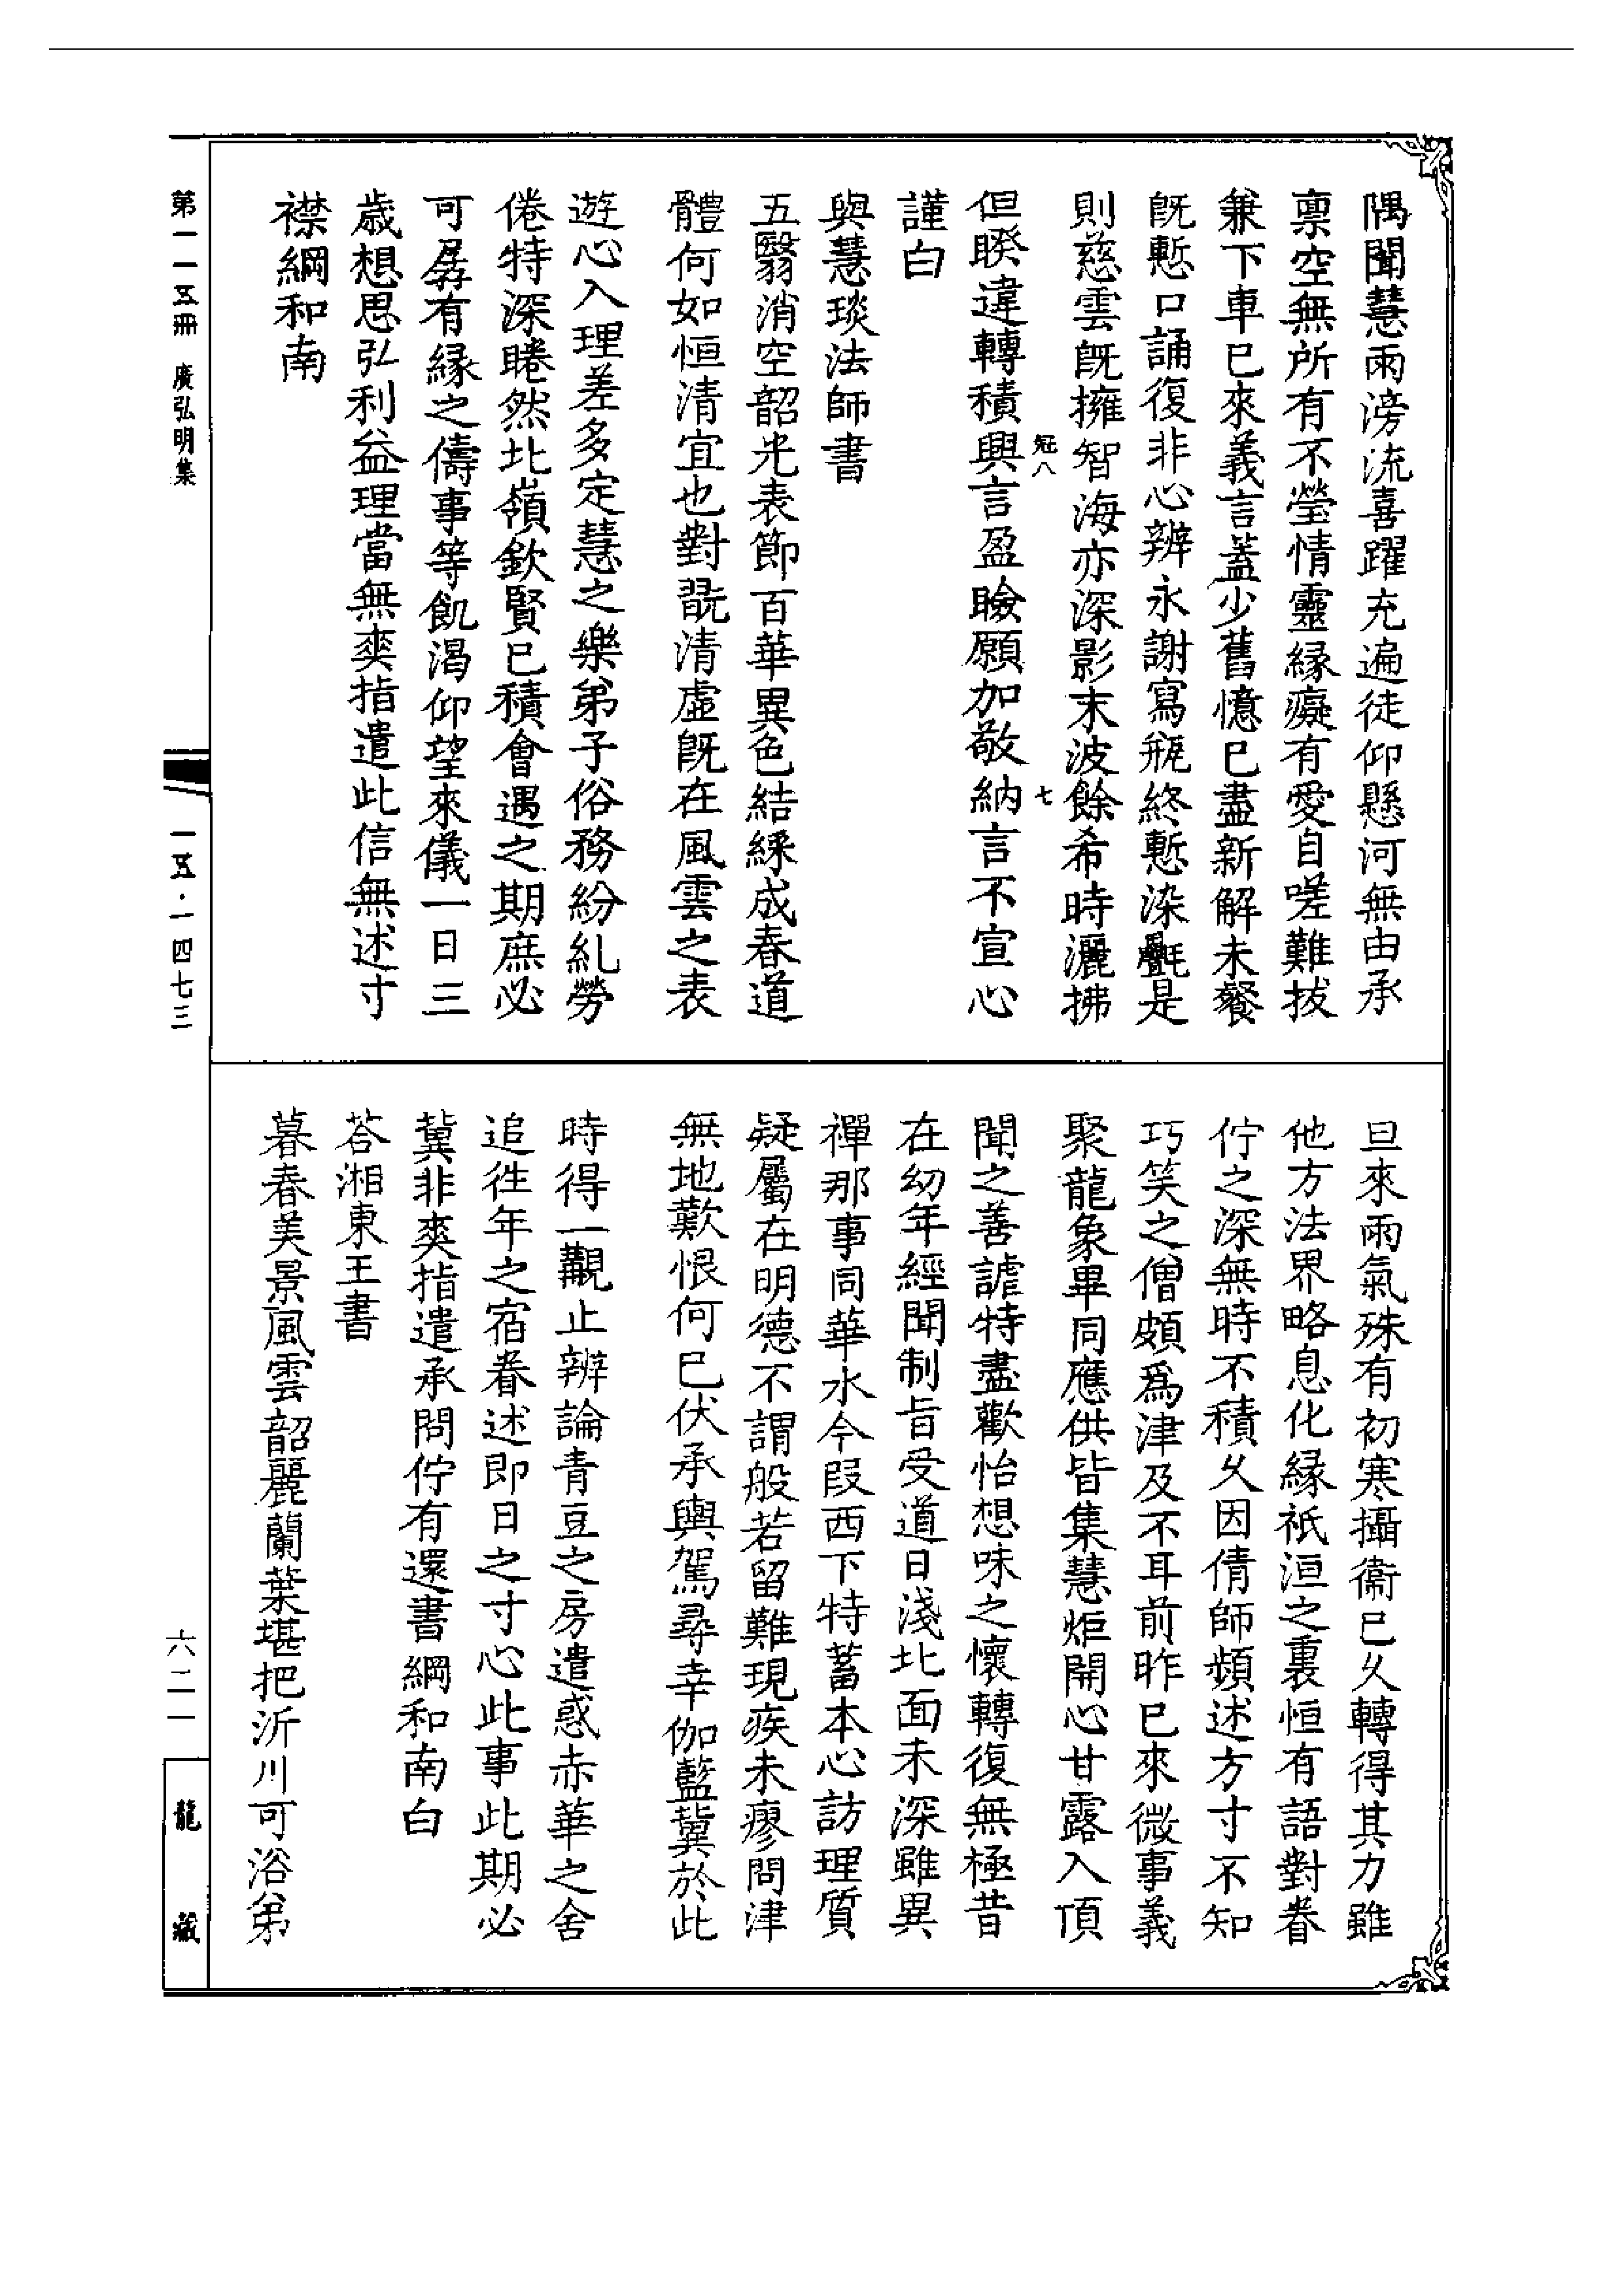 隅聞慧雨滂流喜躍充遍徒仰懸河無由承
稟空無所有不瑩情靈縁癡有愛自嗟難拔
兼下車已來義言蓋少舊憶已盡新解未餐
旣慙口誦復非心辨永謝寫瓶終慙染㲲是
則慈雲旣擁智海亦深影末波餘希時灑拂
冠八
七
但睽違轉積興言盈瞼願加敬納言不宣心
謹白
與慧琰法師書
五翳消空韶光表節百華異色結綵成春道
體何如恒清宜也對翫清虛旣在風雲之表
遊心入理差多定慧之樂弟子俗務紛糺勞
倦特深睠然北嶺欽賢已積會遇之期庶必
可孱有縁之儔事等飢渴仰望來儀一日三
歲想思弘利益理當無爽指遣此信無述寸
襟綱和南
旦來雨氣殊有初寒攝衞已久轉得其力雖
他方法界略息化縁祇洹之裏恒有語對眷
佇之深無時不積久因倩師頻述方寸不知
巧笑之僧頗爲津及不耳前昨已來微事義
聚龍象畢同應供皆集慧炬開心甘露入頂
聞之善謔特盡歡怡想味之懷轉復無極昔
在幼年經聞制旨受道日淺北面未深雖異
禪那事同華水今段西下特蓄本心訪理質
疑屬在明德不謂般若留難現疾未瘳問津
無地歎恨何已伏承輿駕尋幸伽藍冀於此
時得一觀止辨論青豆之房遣惑赤華之舍
追往年之宿眷述即日之寸心此事此期必
冀非爽指遣承問佇有還書綱和南白
荅湘東王書
暮春美景風雲韶麗蘭葉堪把沂川可浴弟
第一一五冊　廣弘明集
一五·一四七三
六二一
龍藏